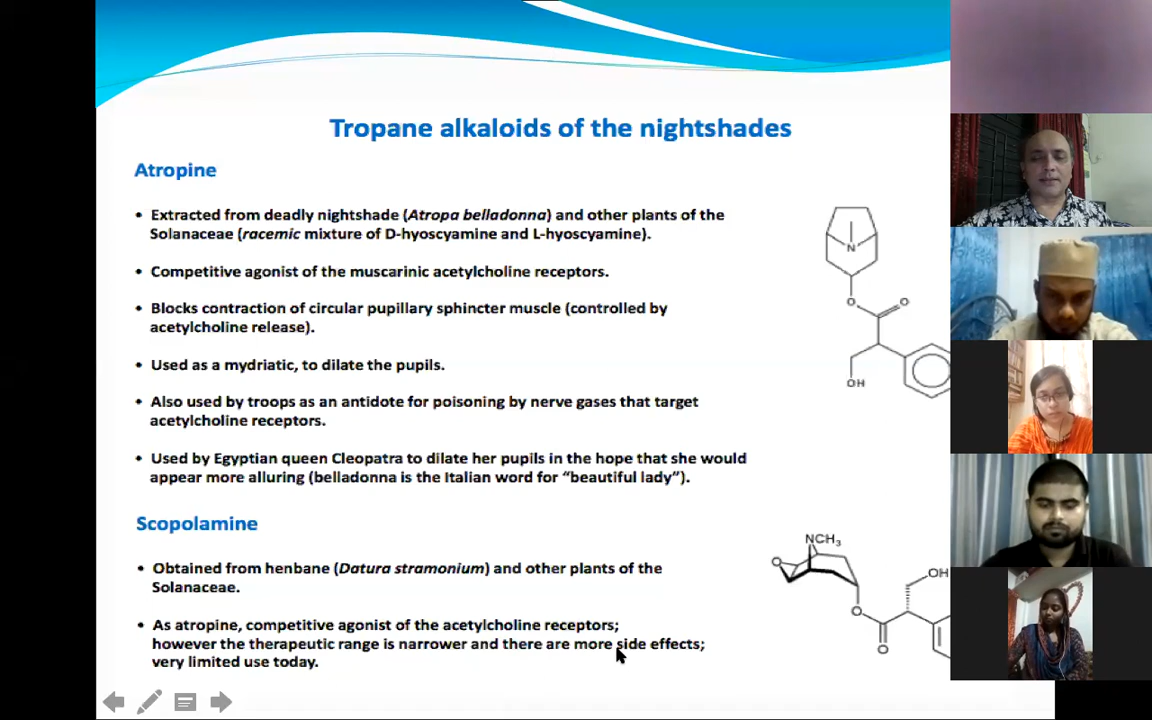 Tropane alkaloids of the nightshades
Atropine
• Extracted from deadly nightshade (Atropa belladonna) and other plants of the
Solanaceae (racemic mixture of D-hyoscyamine and L-hyoscyamine).
• Competitive agonist of the muscarinic acetylcholine receptors.
• Blocks contraction of circular pupillary sphincter muscle (controlled by
acetylcholine release).
• Used as a mydriatic, to dilate the pupils.
• Also used by troops as an antidote for poisoning by nerve gases that target
acetylcholine receptors.
• Used by Egyptian queen Cleopatra to dilate her pupils in the hope that she would
appear more alluring (belladonna is the Italian word for “beautiful lady”).
N
O
O
OH
Scopolamine
• Obtained from henbane (Datura stramonium) and other plants of the
Solanaceae.
• As atropine, competitive agonist of the acetylcholine receptors;
however the therapeutic range is narrower and there are more side effects;
very limited use today.
NCH3
O
OH
O
O